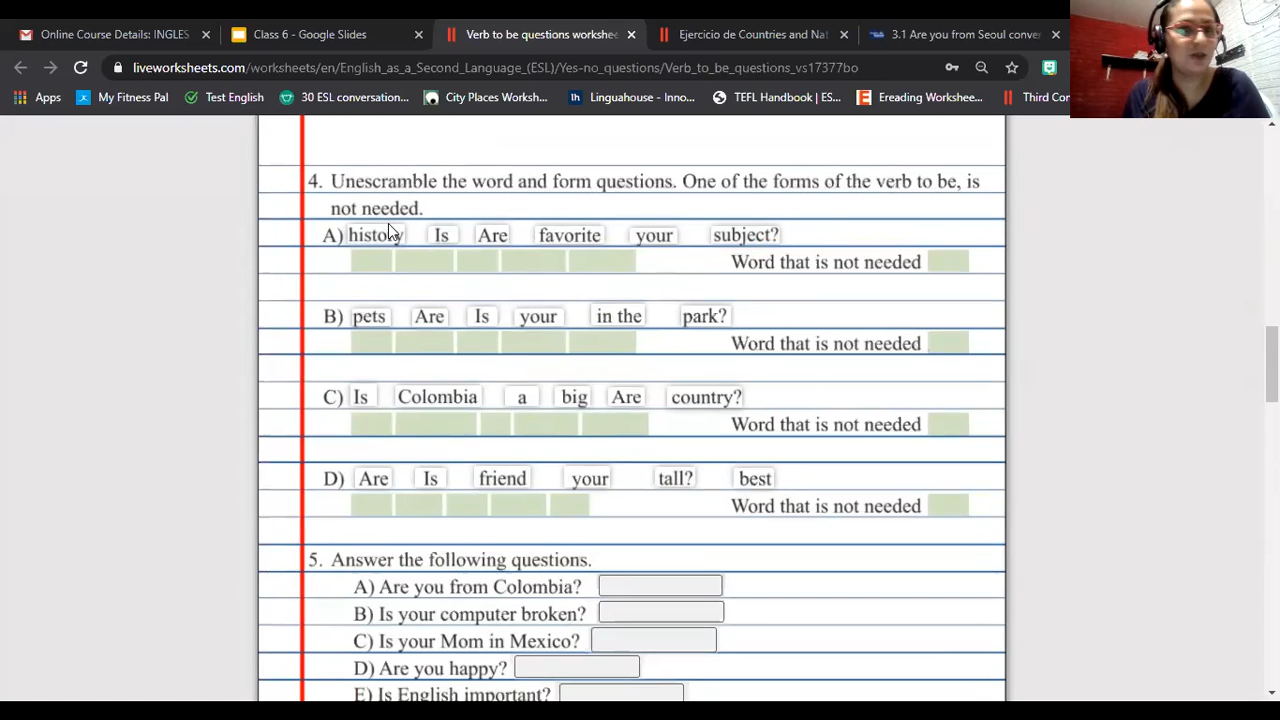 Online Course Details: INGLES
Class 6 - Google Slides
Verb to be questions workshe
Ejercicio de Countries and Nat
3.1 Are you from Seoul conver
liveworksheets.com/worksheets/en/English_as_a_Second_Language_(ESL)/Yes-no_questions/Verb_to_be_questions_vs17377bo
Apps
My Fitness Pal
Test English
30 ESL conversation...
City Places Worksh...
Linguahouse - Inno...
TEFL Handbook | ES...
Ereading Workshee...
Third Con
4. Unescramble the word and form questions. One of the forms of the verb to be, is
not needed.
A) history Is Are favorite your subject?
Word that is not needed
B) pets Are Is your in the park?
Word that is not needed
C) Is Colombia a big Are country?
Word that is not needed
D) Are Is friend your tall? best
Word that is not needed
5. Answer the following questions.
A) Are you from Colombia?
B) Is your computer broken?
C) Is your Mom in Mexico?
D) Are you happy?
E) Is English important?